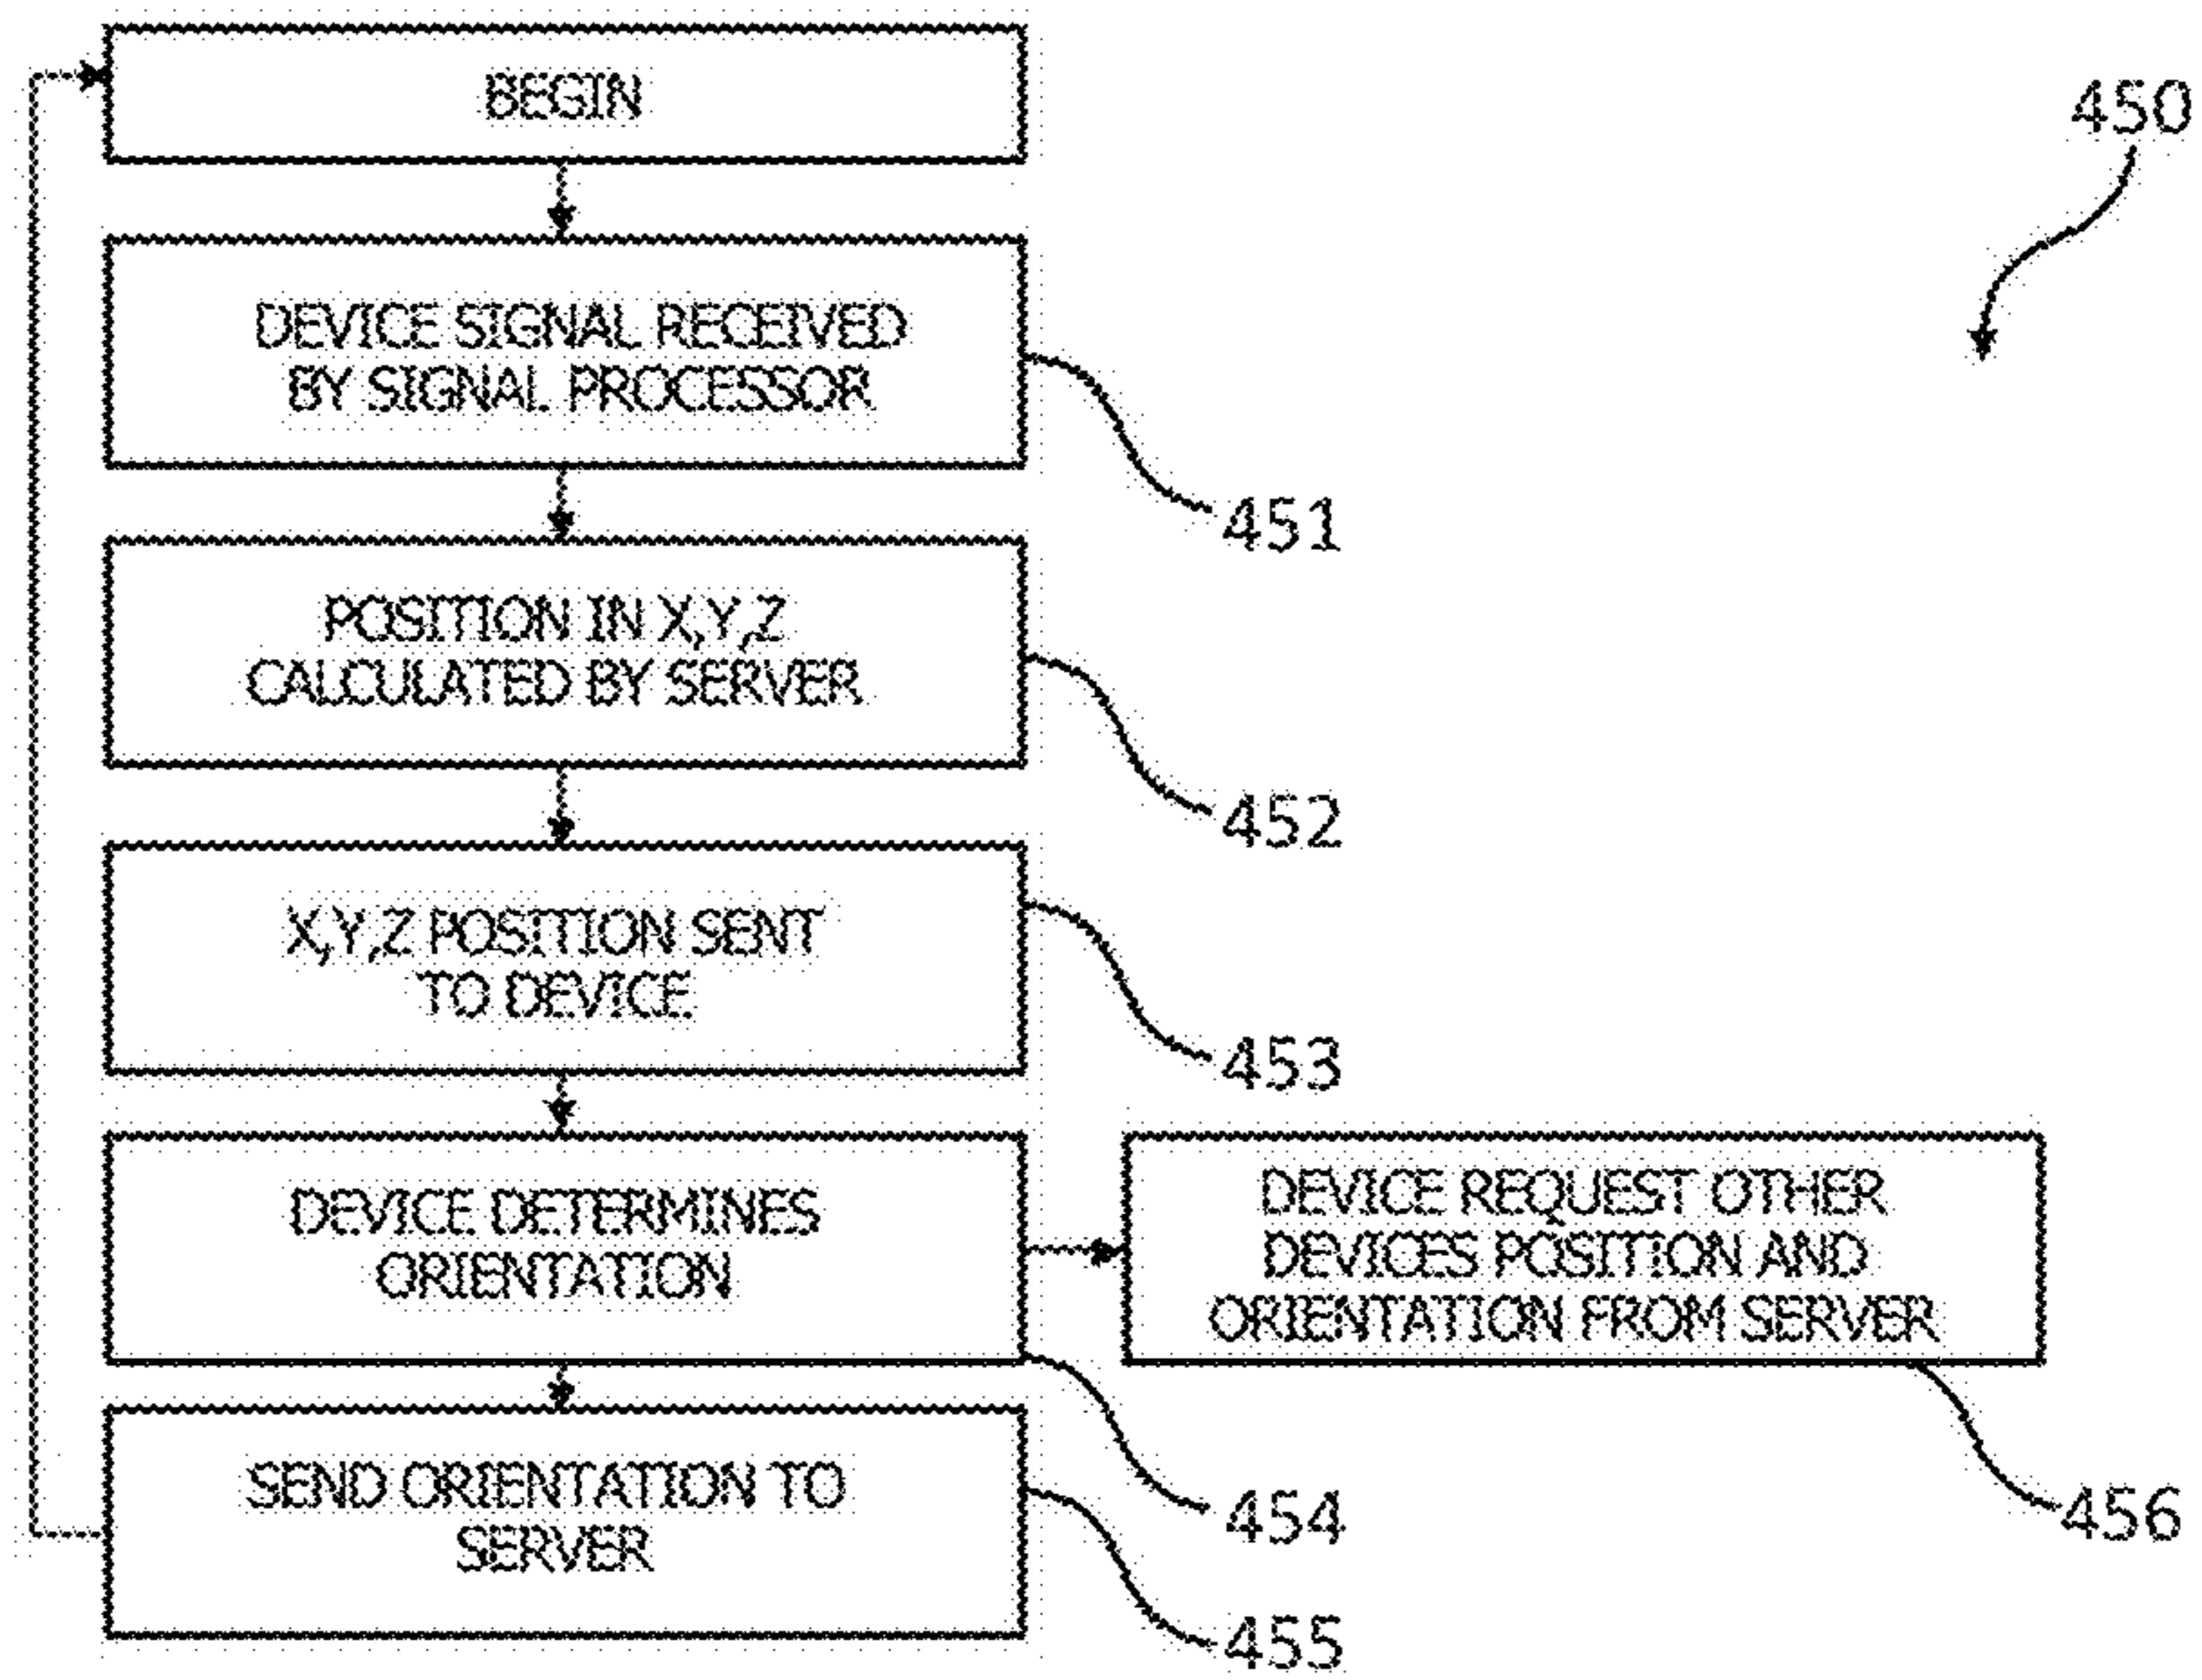 BEGIN
450
DEVICE SIGNAL RECEIVED
BY SIGNAL PROCESSOR
451
POSITION IN X,Y,Z
CALCULATED BY SERVER
452
X,Y,Z POSITION SENT
TO DEVICE
453
DEVICE DETERMINES
ORIENTATION
454
DEVICE REQUEST OTHER
DEVICES POSITION AND
ORIENTATION FROM SERVER
456
SEND ORIENTATION TO
SERVER
455